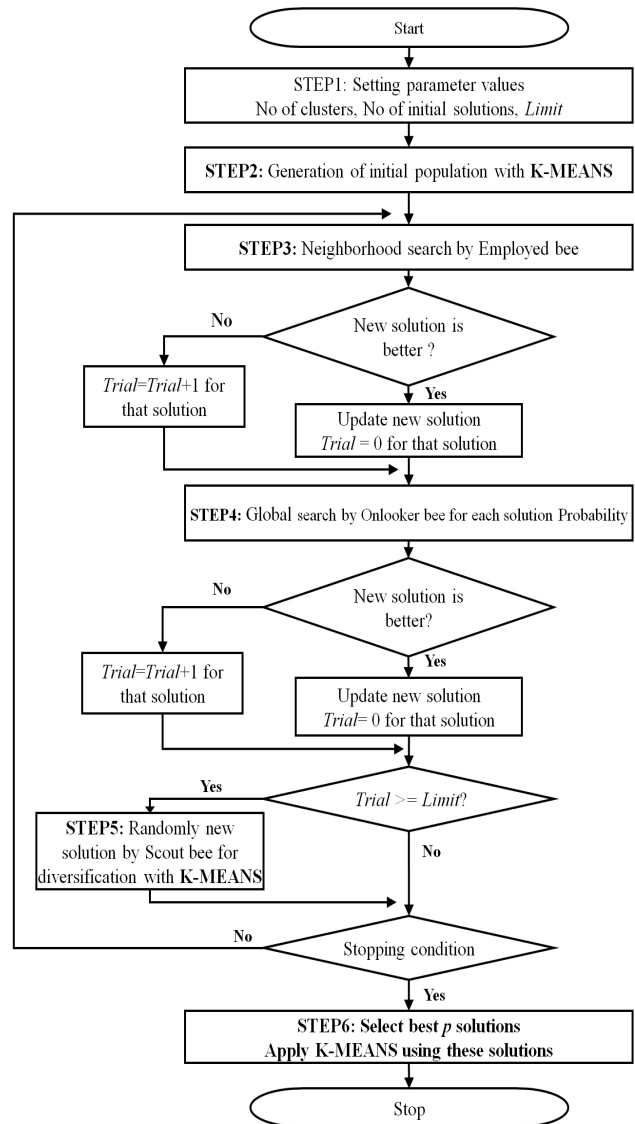 Start
STEP1: Setting parameter values
No of clusters, No of initial solutions, Limit
STEP2: Generation of initial population with K-MEANS
STEP3: Neighborhood search by Employed bee
No
New solution is
better ?
Trial=Trial+1 for
that solution
Yes
Update new solution
Trial = 0 for that solution
STEP4: Global search by Onlooker bee for each solution Probability
No
New solution is
better?
Trial=Trial+1 for
that solution
Yes
Update new solution
Trial= 0 for that solution
Yes
Trial >= Limit?
STEP5: Randomly new
solution by Scout bee for
diversification with K-MEANS
No
No
Stopping condition
Yes
STEP6: Select best p solutions
Apply K-MEANS using these solutions
Stop